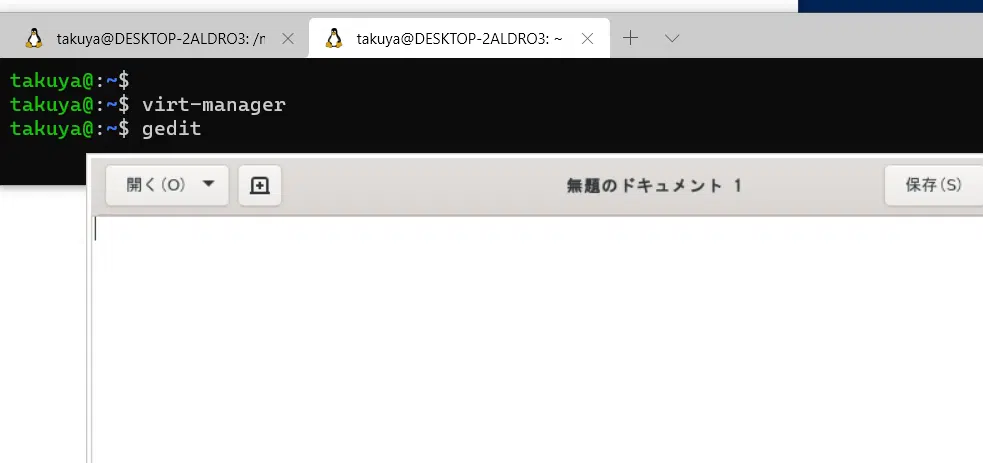 takuya@DESKTOP-2ALDRO3: /n
takuya@DESKTOP-2ALDRO3: ~
takuya@:~$
takuya@:~$ virt-manager
takuya@:~$ gedit
開く(O)
無題のドキュメント 1
保存(S)